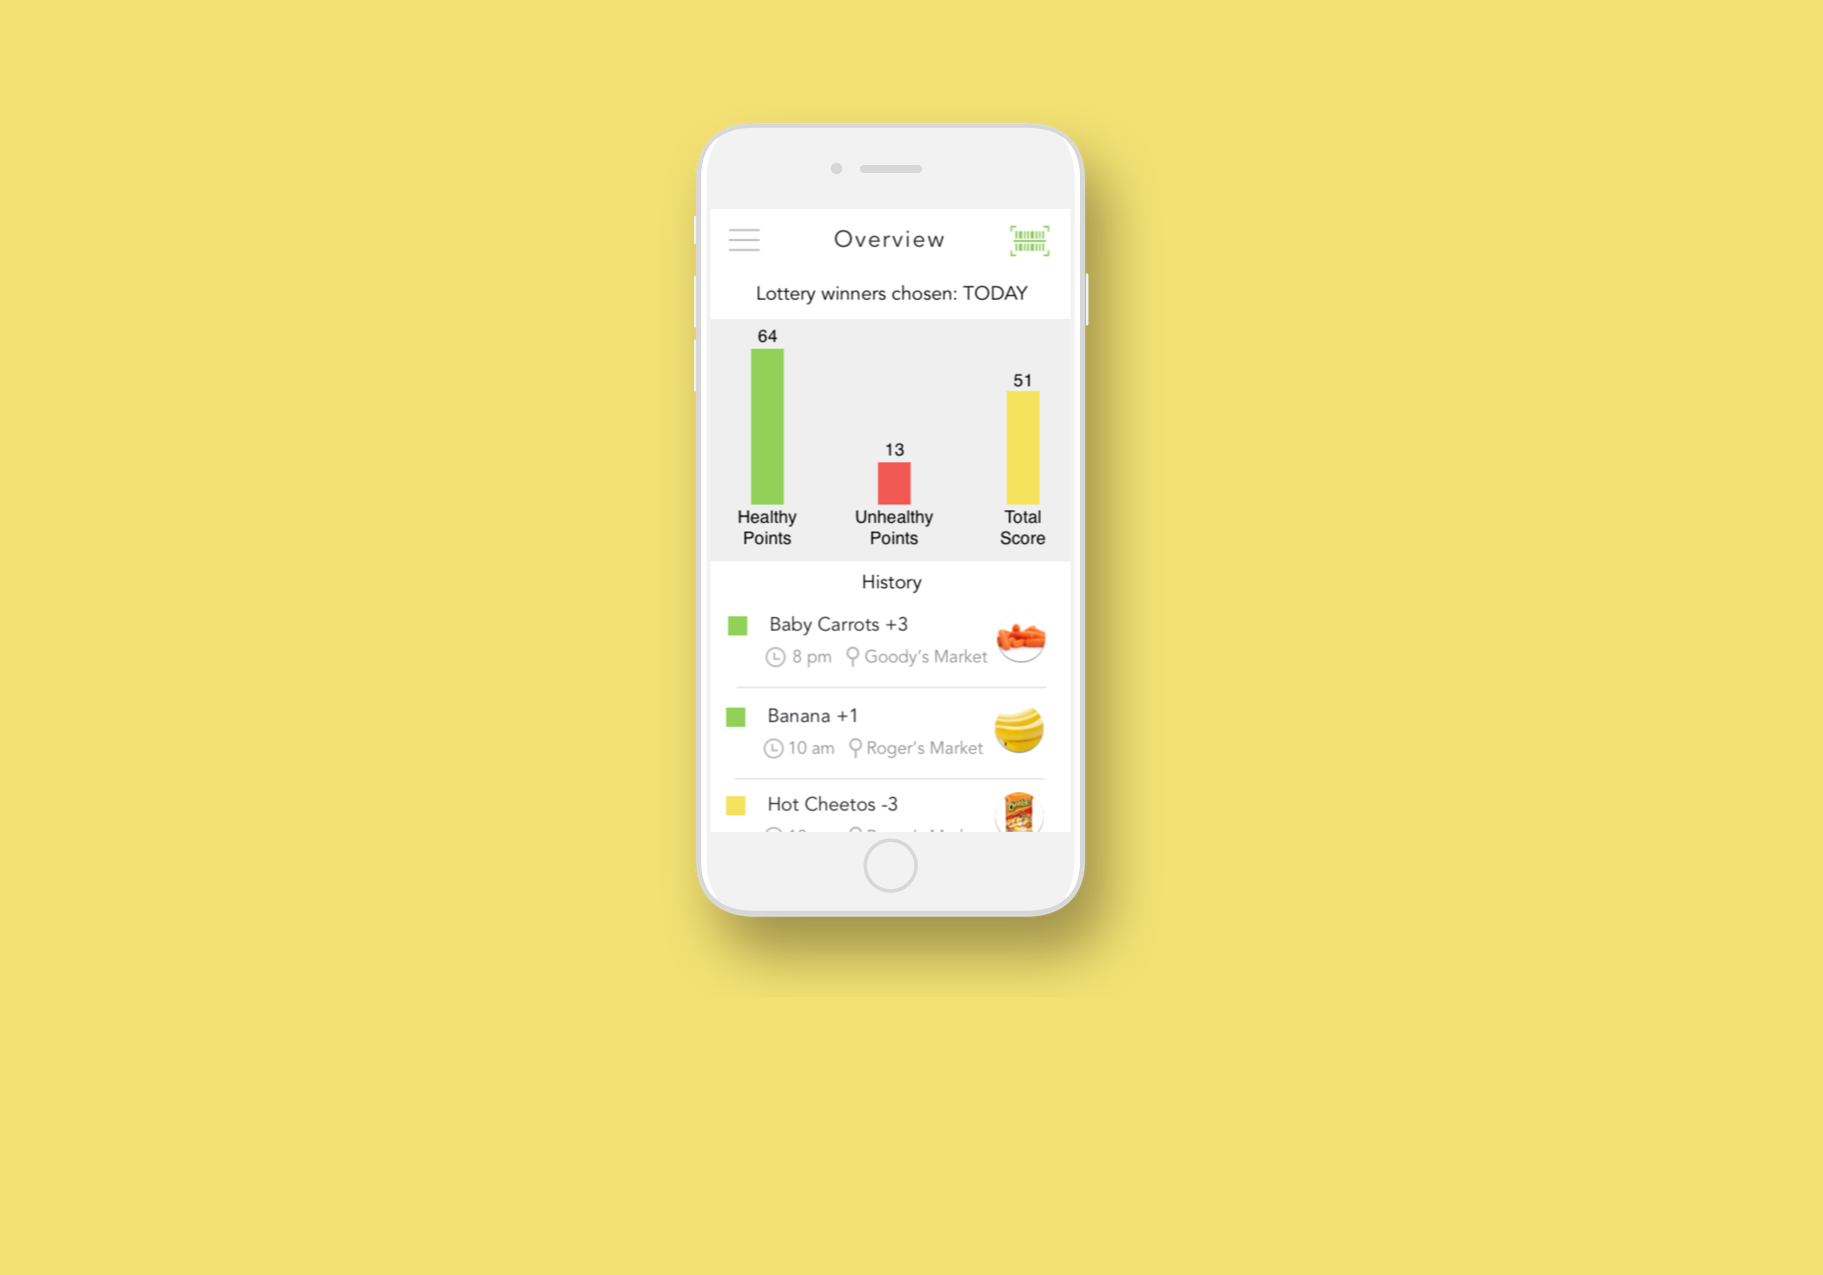 Overview
Lottery winners chosen: TODAY
64
13
51
Healthy
Points
Unhealthy
Points
Total
Score
History
Baby Carrots +3
8 pm Goody's Market
Banana +1
10 am Roger's Market
Hot Cheetos -3